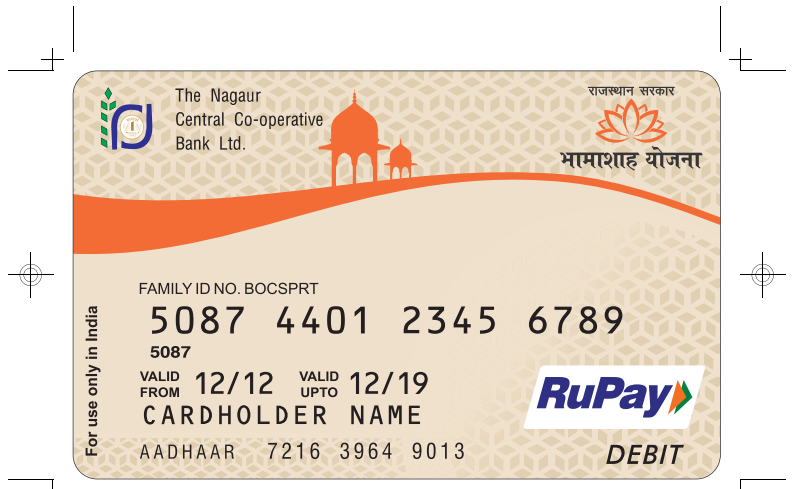 The Nagaur
Central Co-operative
Bank Ltd.
राजस्थान सरकार
भामाशाह योजना
FAMILY ID NO. BOCSPRT
5087 4401 2345 6789
5087
VALID FROM 12/12 VALID UPTO 12/19
CARDHOLDER NAME
AADHAAR 7216 3964 9013
For use only in India
RuPay
DEBIT